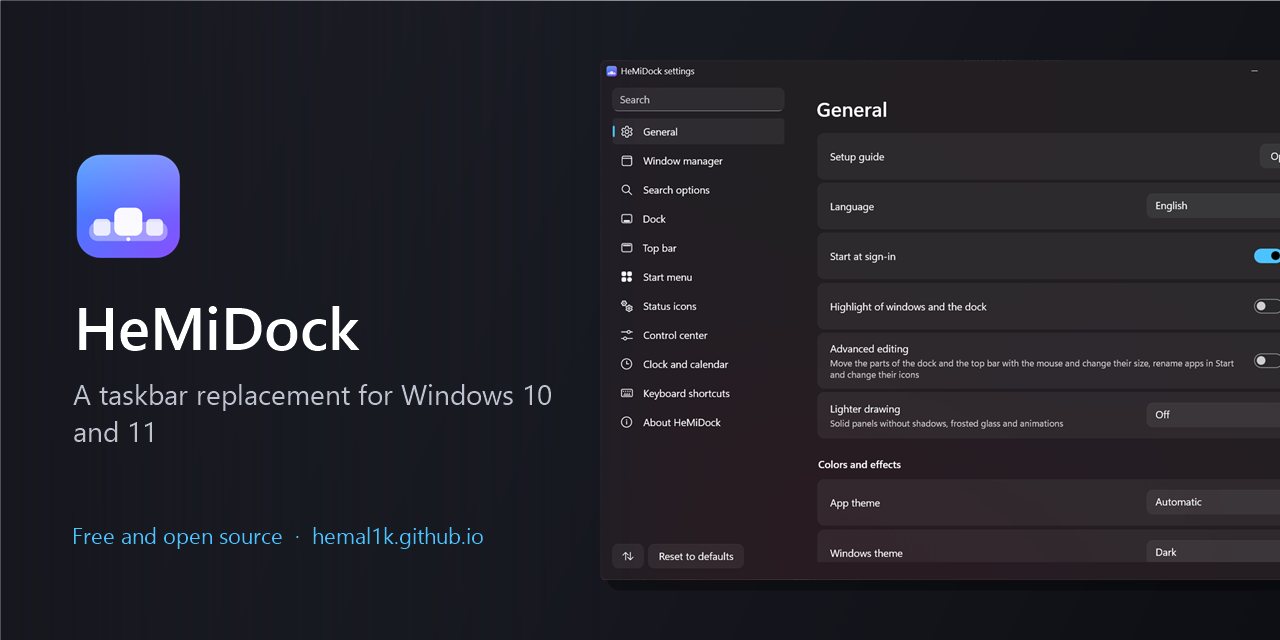 HeMiDock
A taskbar replacement for Windows 10
and 11
Free and open source · hemal1k.github.io
HeMiDock settings
Search
General
Window manager
Search options
Dock
Top bar
Start menu
Status icons
Control center
Clock and calendar
Keyboard shortcuts
About HeMiDock
Reset to defaults
General
Setup guide
Language
English
Start at sign-in
Highlight of windows and the dock
Advanced editing
Move the parts of the dock and the top bar with the mouse and change their size, rename apps in Start
and change their icons
Lighter drawing
Off
Solid panels without shadows, frosted glass and animations
Colors and effects
App theme
Automatic
Windows theme
Dark